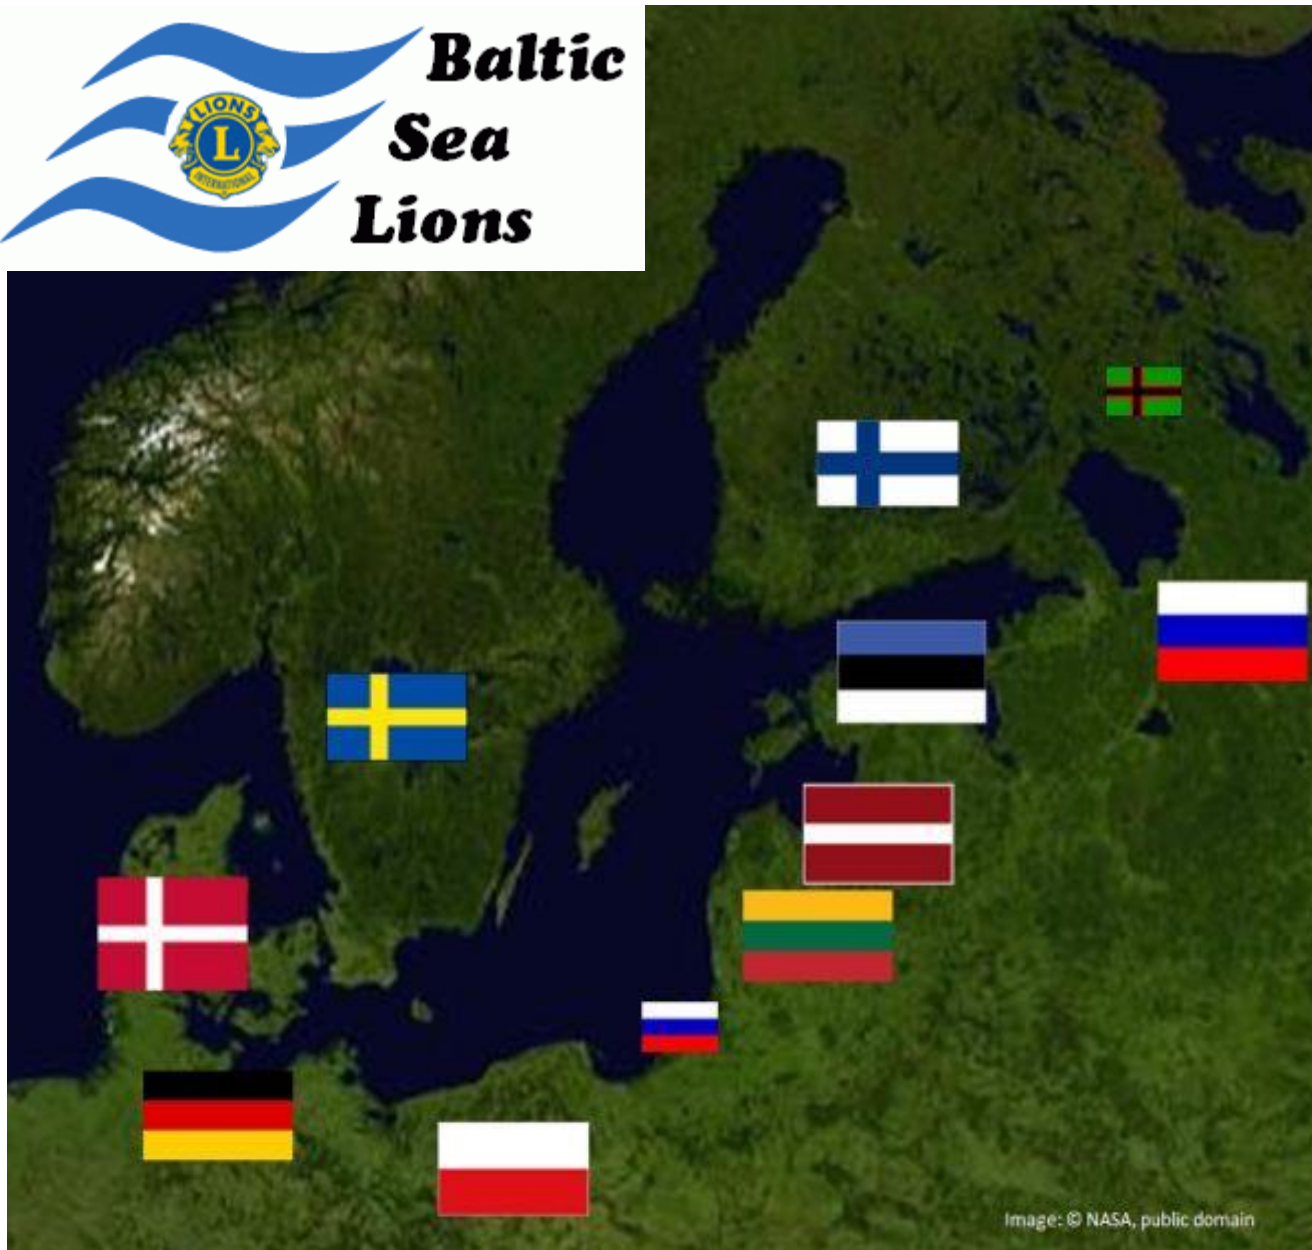 Baltic
Sea
Lions
LIONS
L
INTERNATIONAL
Image: © NASA, public domain